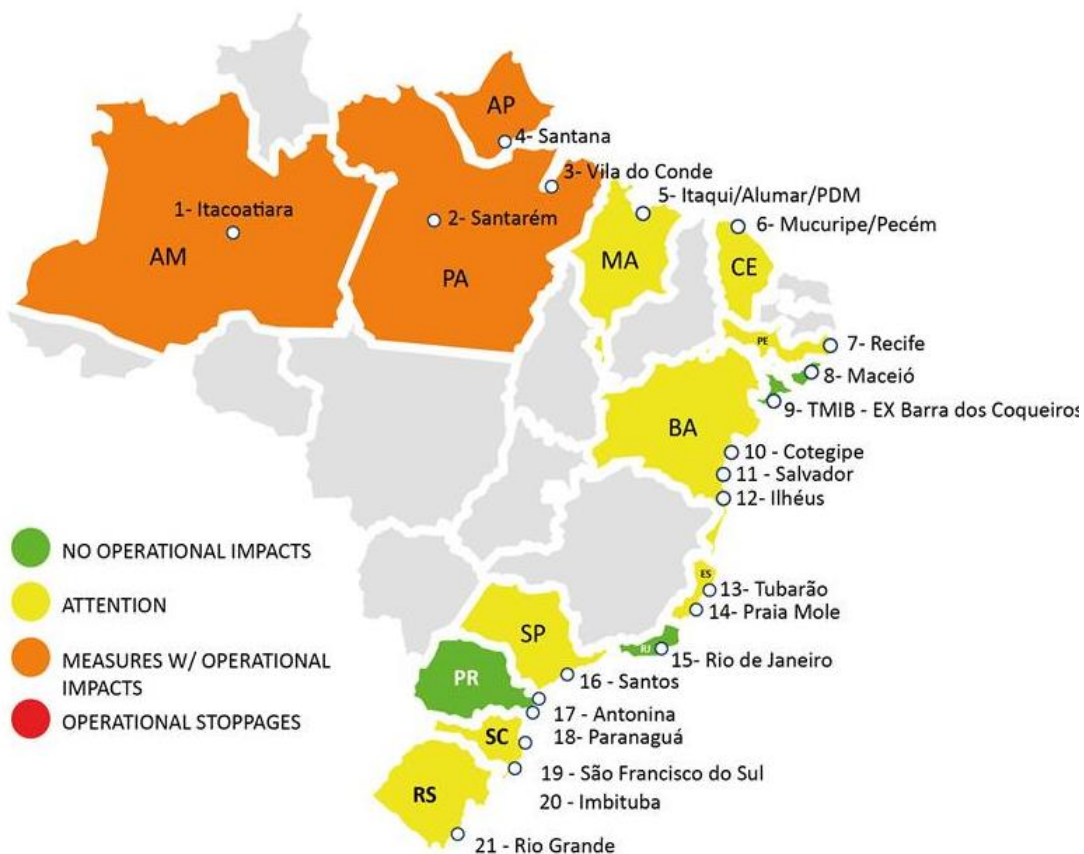 AP
4- Santana
3- Vila do Conde
5- Itaqui/Alumar/PDM
1- Itacoatiara
2- Santarém
6- Mucuripe/Pecém
AM
PA
MA
CE
PE
7- Recife
8- Maceió
9- TMIB - EX Barra dos Coqueiros
BA
10 - Cotegipe
11 - Salvador
12- Ilhéus
NO OPERATIONAL IMPACTS
ATTENTION
MEASURES W/ OPERATIONAL
IMPACTS
OPERATIONAL STOPPAGES
ES
13- Tubarão
14- Praia Mole
SP
RJ
15- Rio de Janeiro
PR
16 - Santos
17 - Antonina
SC
18- Paranaguá
19 - São Francisco do Sul
RS
20 - Imbituba
21 - Rio Grande